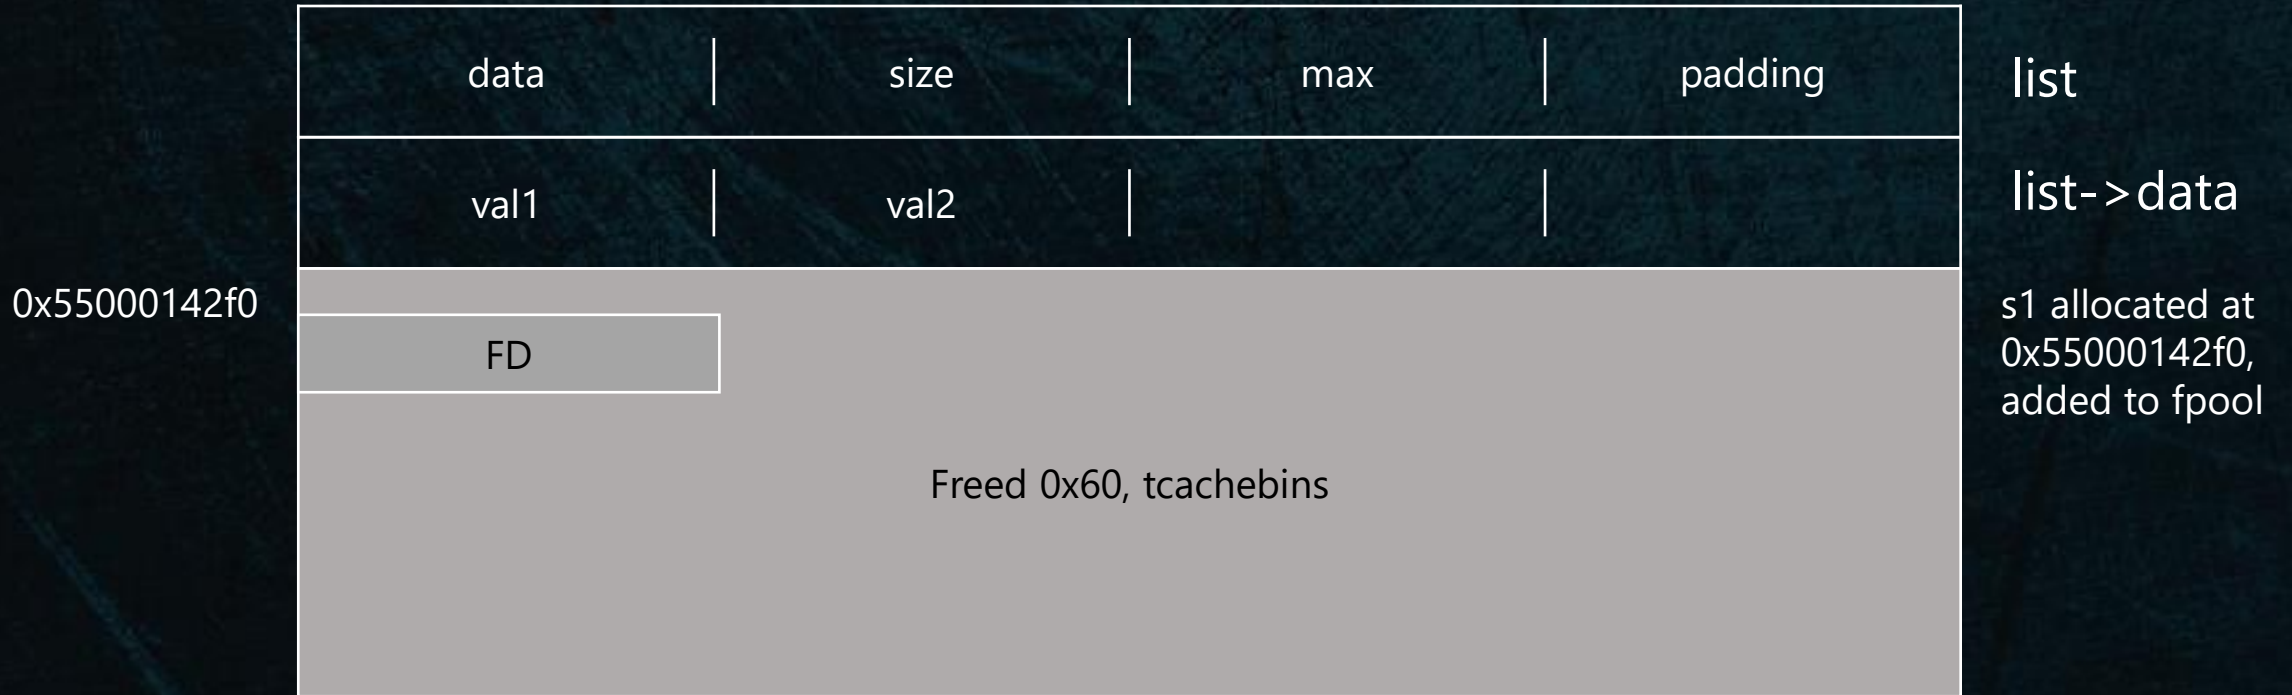 data size max padding list
val1 val2 list->data
0x55000142f0
FD
s1 allocated at
0x55000142f0,
added to fpool
Freed 0x60, tcachebins